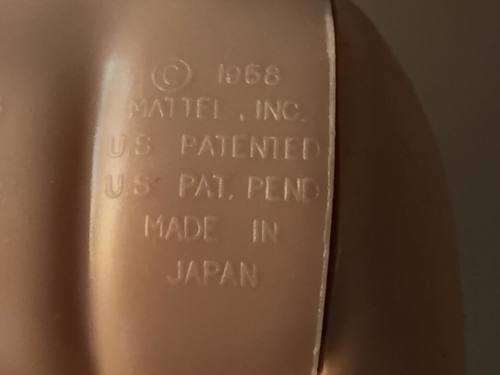 © 1968
MATTEL, INC.
U.S. PATENTED
U.S. PAT. PEND.
MADE IN
JAPAN